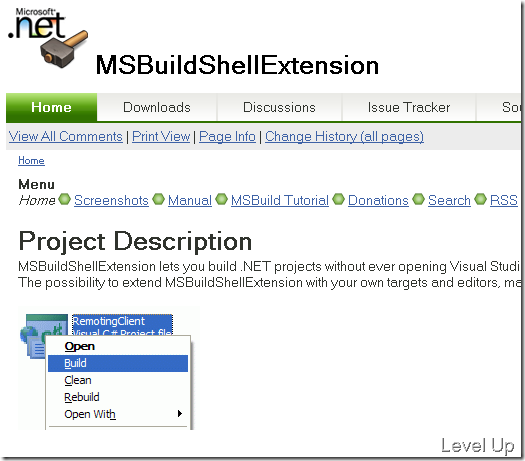 Microsoft®
.net
MSBuildShellExtension
Home Downloads Discussions Issue Tracker Sou
View All Comments | Print View | Page Info | Change History (all pages)
Home
Menu
Home Screenshots Manual MSBuild Tutorial Donations Search RSS
Project Description
MSBuildShellExtension lets you build .NET projects without ever opening Visual Studi
The possibility to extend MSBuildShellExtension with your own targets and editors, ma
RemotingClient
Visual C# Project file
Open
Build
Clean
Rebuild
Open With
Level Up